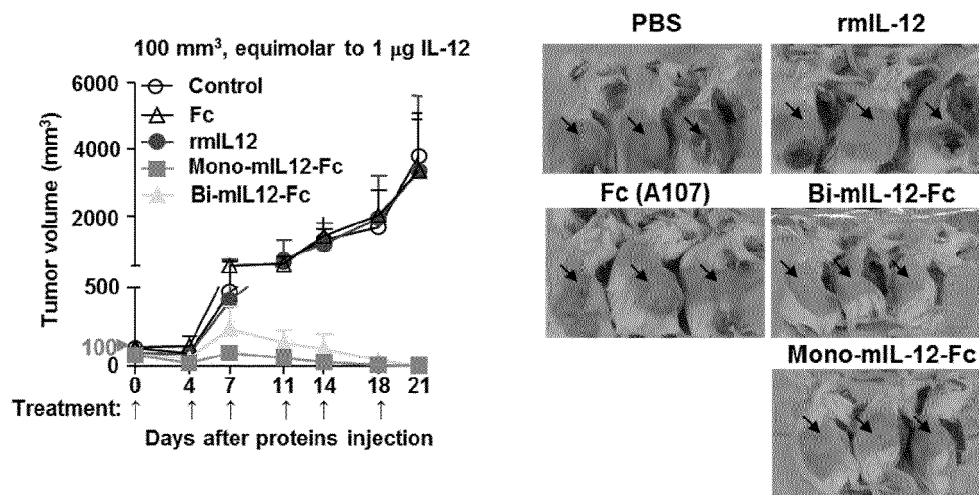 100 mm³, equimolar to 1 μg IL-12
Tumor volume (mm³)
6000
4000
2000
500
100
0
Control
Fc
rmIL12
Mono-mIL12-Fc
Bi-mIL12-Fc
0 4 7 11 14 18 21
Treatment: ↑ ↑ ↑ ↑ ↑ ↑
Days after proteins injection
PBS
rmIL-12
Fc (A107)
Bi-mIL-12-Fc
Mono-mIL-12-Fc